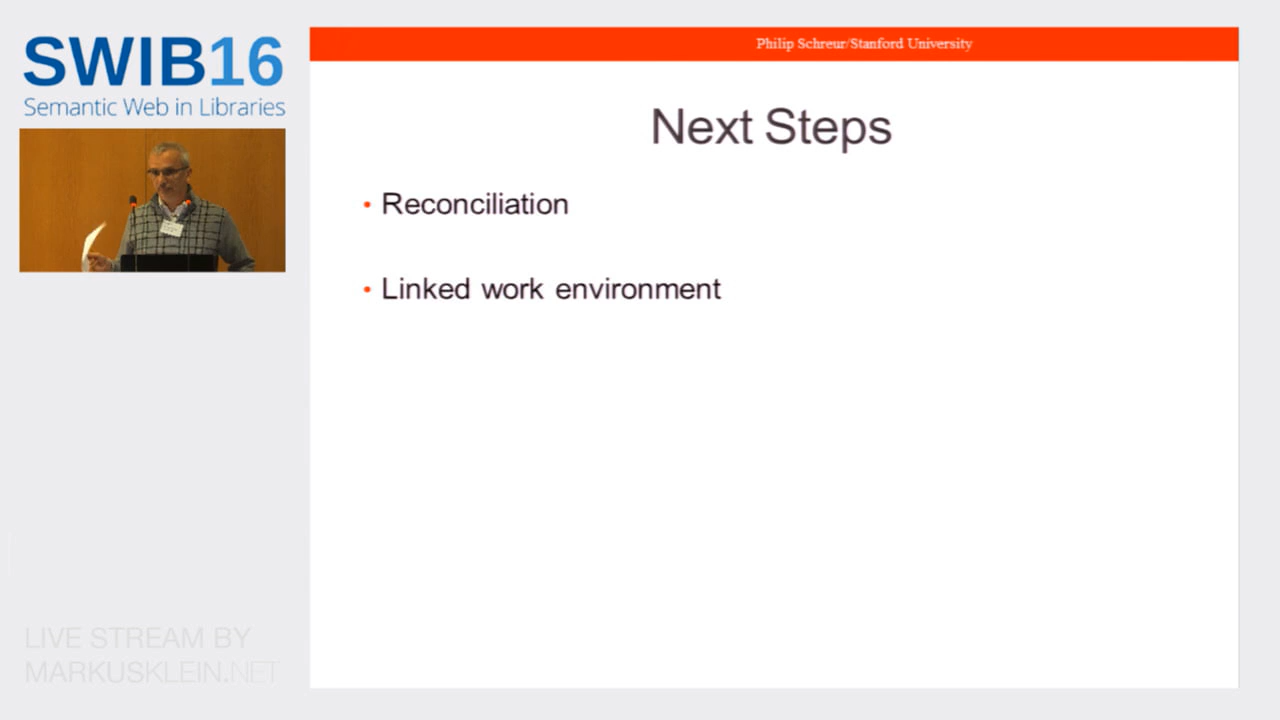 SWIB16
Semantic Web in Libraries
Philip Schreur/Stanford University
Next Steps
• Reconciliation
• Linked work environment
LIVE STREAM BY
MARKUSKLEIN.NET